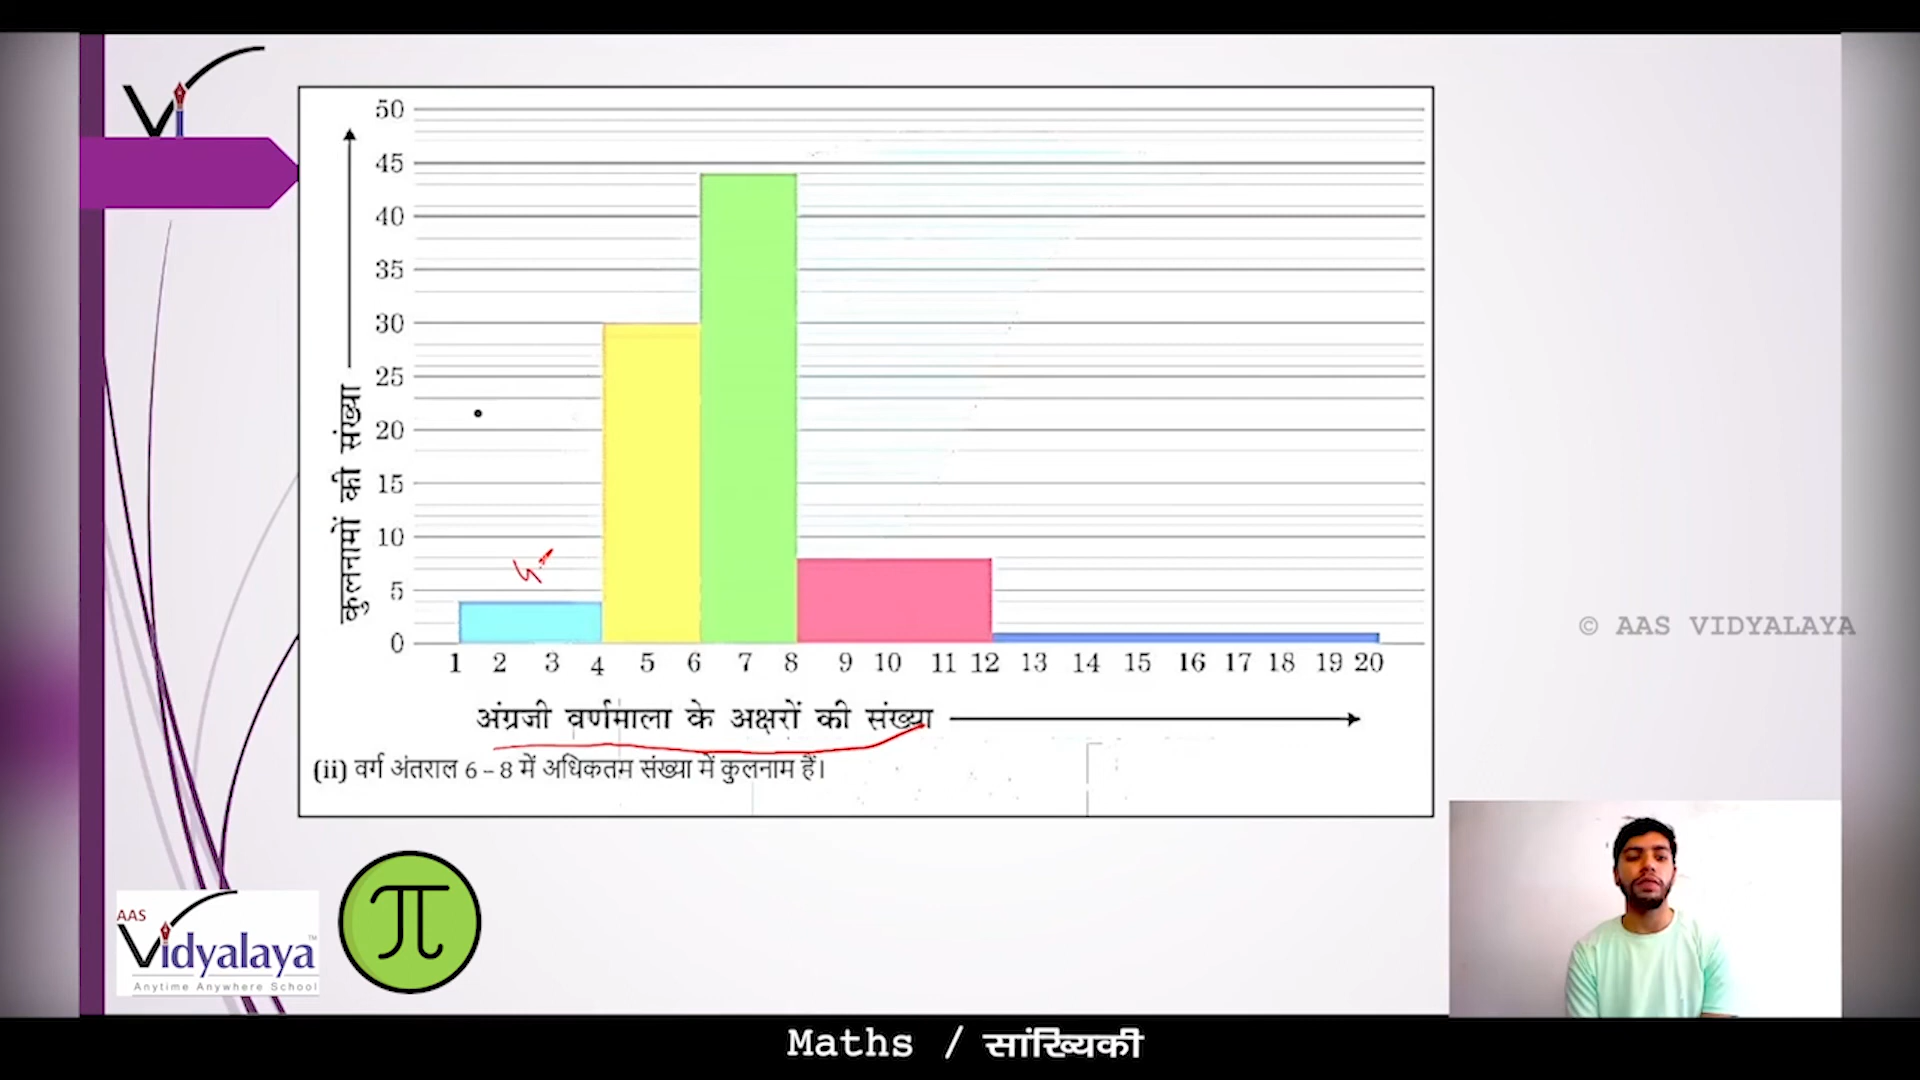 50
45
40
35
30
25
20
15
10
5
0
कुलनामों की संख्या
1 2 3 4 5 6 7 8 9 10 11 12 13 14 15 16 17 18 19 20
अंग्रजी वर्णमाला के अक्षरों की संख्या
(ii) वर्ग अंतराल 6 – 8 में अधिकतम संख्या में कुलनाम हैं।
© AAS VIDYALAYA
AAS
Vidyalaya
TM
Anytime Anywhere School
π
Maths / सांख्यिकी